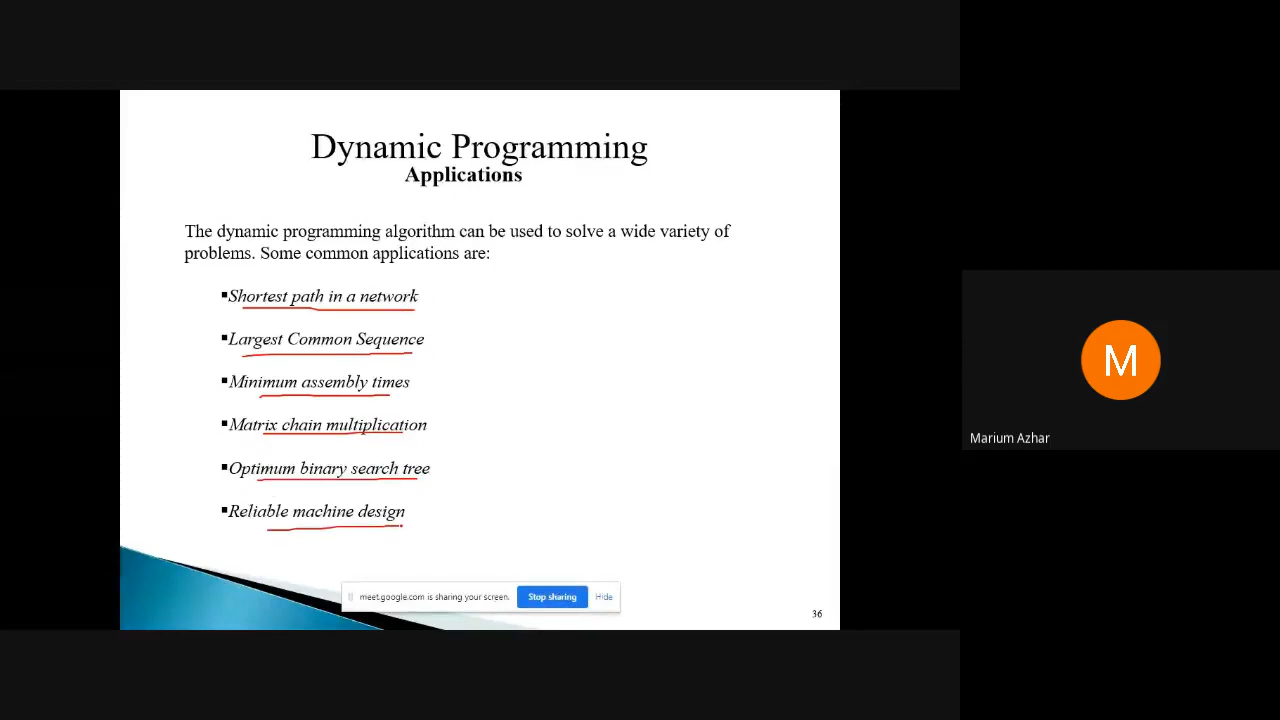 Dynamic Programming
Applications
The dynamic programming algorithm can be used to solve a wide variety of
problems. Some common applications are:
▪Shortest path in a network
▪Largest Common Sequence
▪Minimum assembly times
▪Matrix chain multiplication
▪Optimum binary search tree
▪Reliable machine design
meet.google.com is sharing your screen. Stop sharing Hide
36
M
Marium Azhar